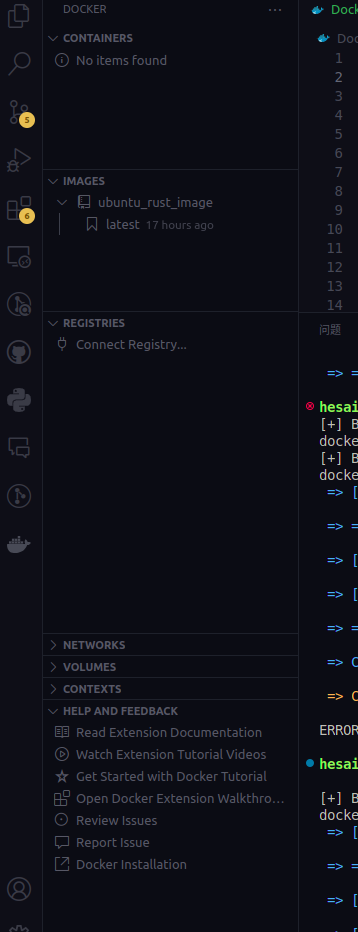 DOCKER
CONTAINERS
No items found
IMAGES
ubuntu_rust_image
latest 17 hours ago
REGISTRIES
Connect Registry...
NETWORKS
VOLUMES
CONTEXTS
HELP AND FEEDBACK
Read Extension Documentation
Watch Extension Tutorial Videos
Get Started with Docker Tutorial
Open Docker Extension Walkthro...
Review Issues
Report Issue
Docker Installation
5
6
Dock
Doc
1
2
3
4
5
6
7
8
9
10
11
12
13
14
问题
=> =
hesai
[+] B
docke
[+] B
docke
=> [
=> =
=> [
=> [
=> =
=> C
=> C
ERROR
hesai
[+] B
docke
=> [
=> =
=> [